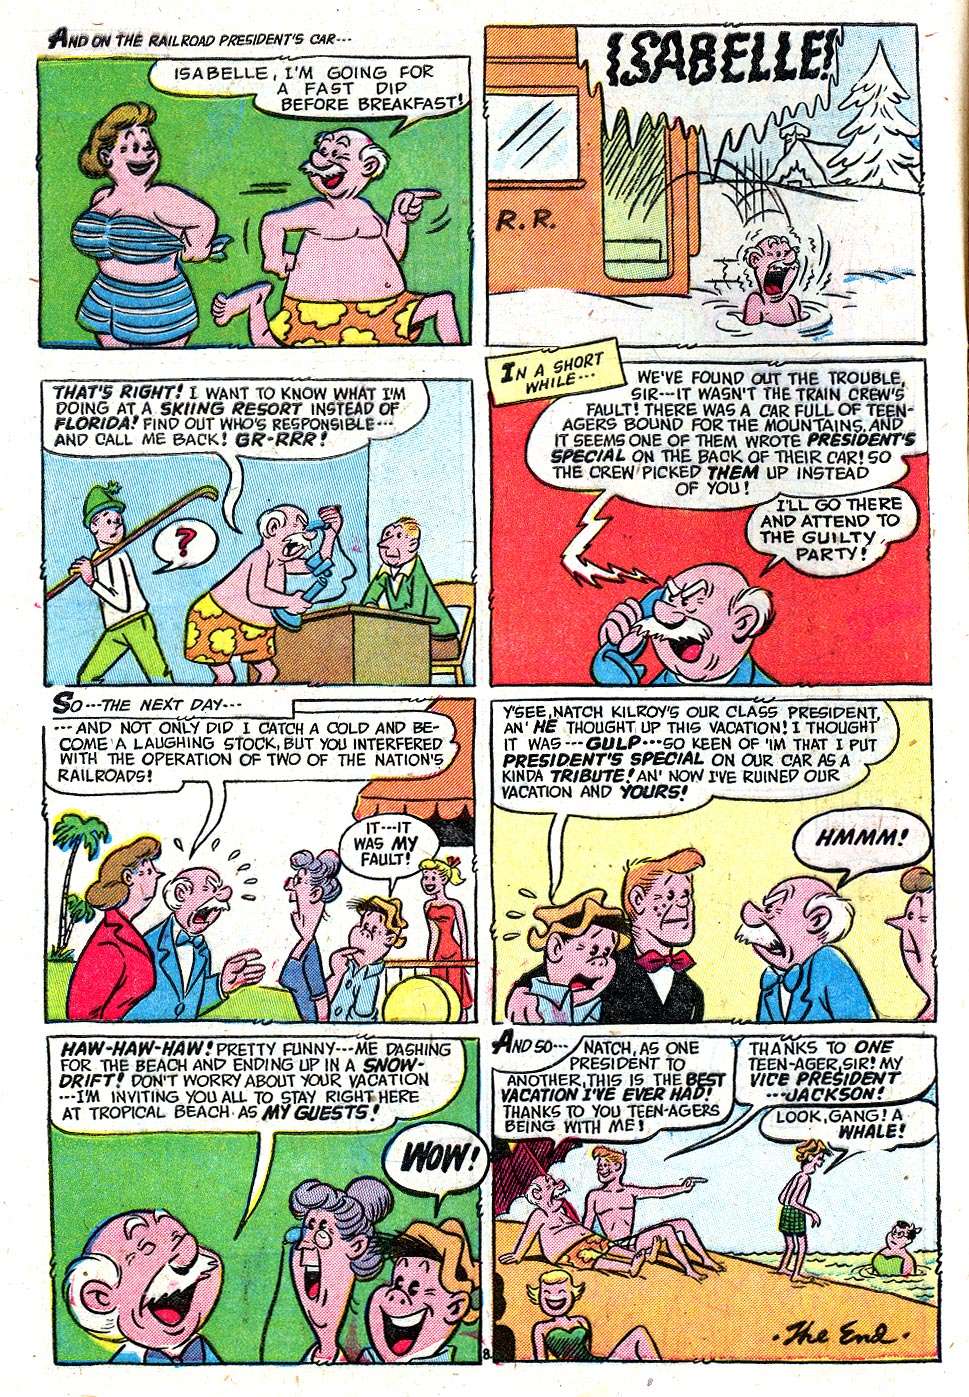 AND ON THE RAILROAD PRESIDENT'S CAR---
ISABELLE, I'M GOING FOR
A FAST DIP
BEFORE BREAKFAST!
ISABELLE!
R.R.
THAT'S RIGHT! I WANT TO KNOW WHAT I'M
DOING AT A SKIING RESORT INSTEAD OF
FLORIDA! FIND OUT WHO'S RESPONSIBLE---
AND CALL ME BACK! GR-RRR!
?
IN A SHORT
WHILE---
WE'VE FOUND OUT THE TROUBLE,
SIR---IT WASN'T THE TRAIN CREW'S
FAULT! THERE WAS A CAR FULL OF TEEN-
AGERS BOUND FOR THE MOUNTAINS, AND
IT SEEMS ONE OF THEM WROTE PRESIDENT'S
SPECIAL ON THE BACK OF THEIR CAR! SO
THE CREW PICKED THEM UP INSTEAD
OF YOU!
I'LL GO THERE
AND ATTEND TO
THE GUILTY
PARTY!
SO---THE NEXT DAY---
---AND NOT ONLY DID I CATCH A COLD AND BE-
COME A LAUGHING STOCK, BUT YOU INTERFERED
WITH THE OPERATION OF TWO OF THE NATION'S
RAILROADS!
IT---IT
WAS MY
FAULT!
Y'SEE, NATCH KILROY'S OUR CLASS PRESIDENT,
AN' HE THOUGHT UP THIS VACATION! I THOUGHT
IT WAS---GULP---SO KEEN OF 'IM THAT I PUT
PRESIDENT'S SPECIAL ON OUR CAR AS A
KINDA TRIBUTE! AN' NOW I'VE RUINED OUR
VACATION AND YOURS!
HMMM!
HAW-HAW-HAW! PRETTY FUNNY---ME DASHING
FOR THE BEACH AND ENDING UP IN A SNOW-
DRIFT! DON'T WORRY ABOUT YOUR VACATION
---I'M INVITING YOU ALL TO STAY RIGHT HERE
AT TROPICAL BEACH AS MY GUESTS!
WOW!
AND SO---
NATCH, AS ONE
PRESIDENT TO
ANOTHER, THIS IS THE BEST
VACATION I'VE EVER HAD!
THANKS TO YOU TEEN-AGERS
BEING WITH ME!
THANKS TO ONE
TEEN-AGER, SIR! MY
VICE PRESIDENT
---JACKSON!
LOOK, GANG! A
WHALE!
The End
8